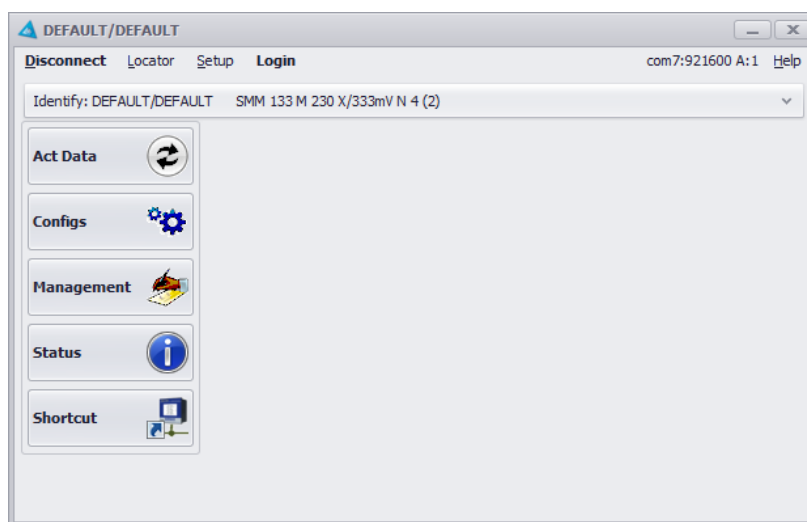 DEFAULT/DEFAULT
Disconnect Locator Setup Login com7:921600 A:1 Help
Identify: DEFAULT/DEFAULT SMM 133 M 230 X/333mV N 4 (2)
Act Data
Configs
Management
Status
Shortcut